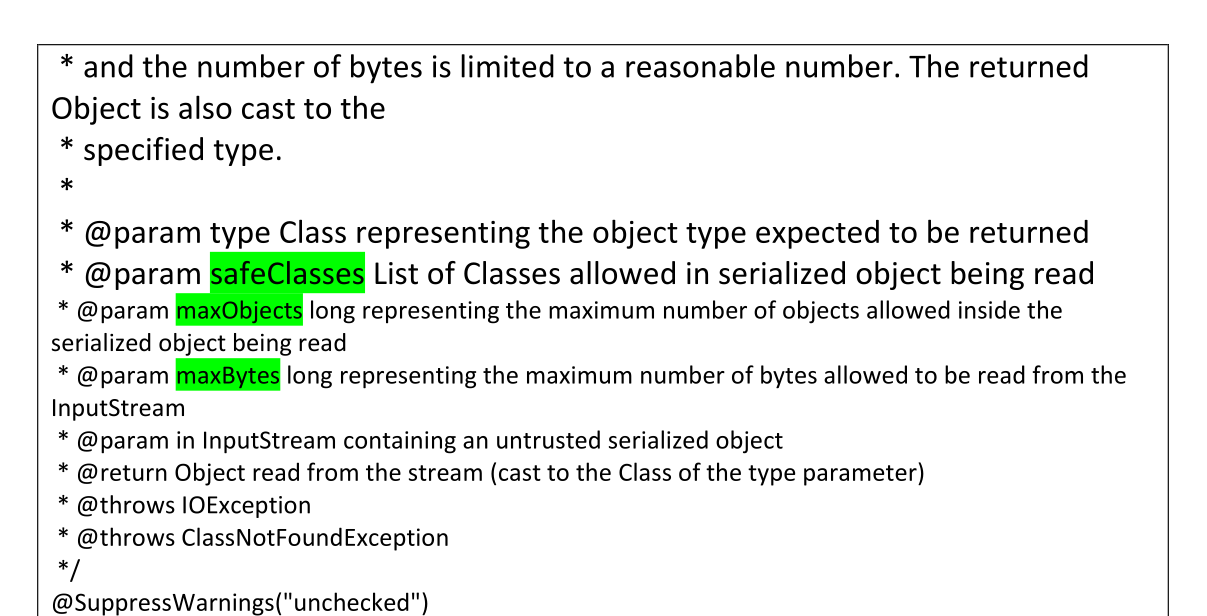 * and the number of bytes is limited to a reasonable number. The returned
Object is also cast to the
* specified type.
*
* @param type Class representing the object type expected to be returned
* @param safeClasses List of Classes allowed in serialized object being read
* @param maxObjects long representing the maximum number of objects allowed inside the
serialized object being read
* @param maxBytes long representing the maximum number of bytes allowed to be read from the
InputStream
* @param in InputStream containing an untrusted serialized object
* @return Object read from the stream (cast to the Class of the type parameter)
* @throws IOException
* @throws ClassNotFoundException
*/
@SuppressWarnings("unchecked")